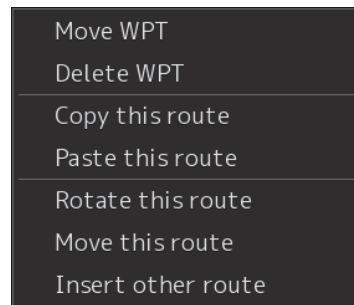 Move WPT
Delete WPT
Copy this route
Paste this route
Rotate this route
Move this route
Insert other route